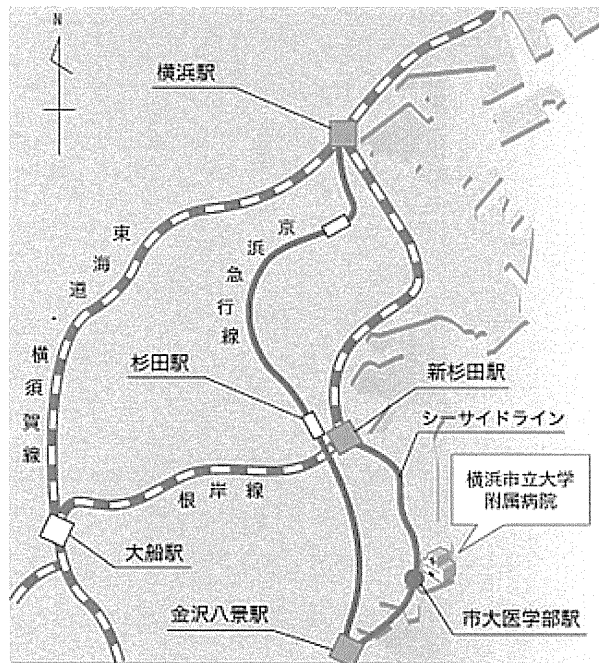 N
横浜駅
東海道
横須賀線
京浜急行線
杉田駅
新杉田駅
シーサイドライン
横浜市立大学
附属病院
根岸線
大船駅
市大医学部駅
金沢八景駅